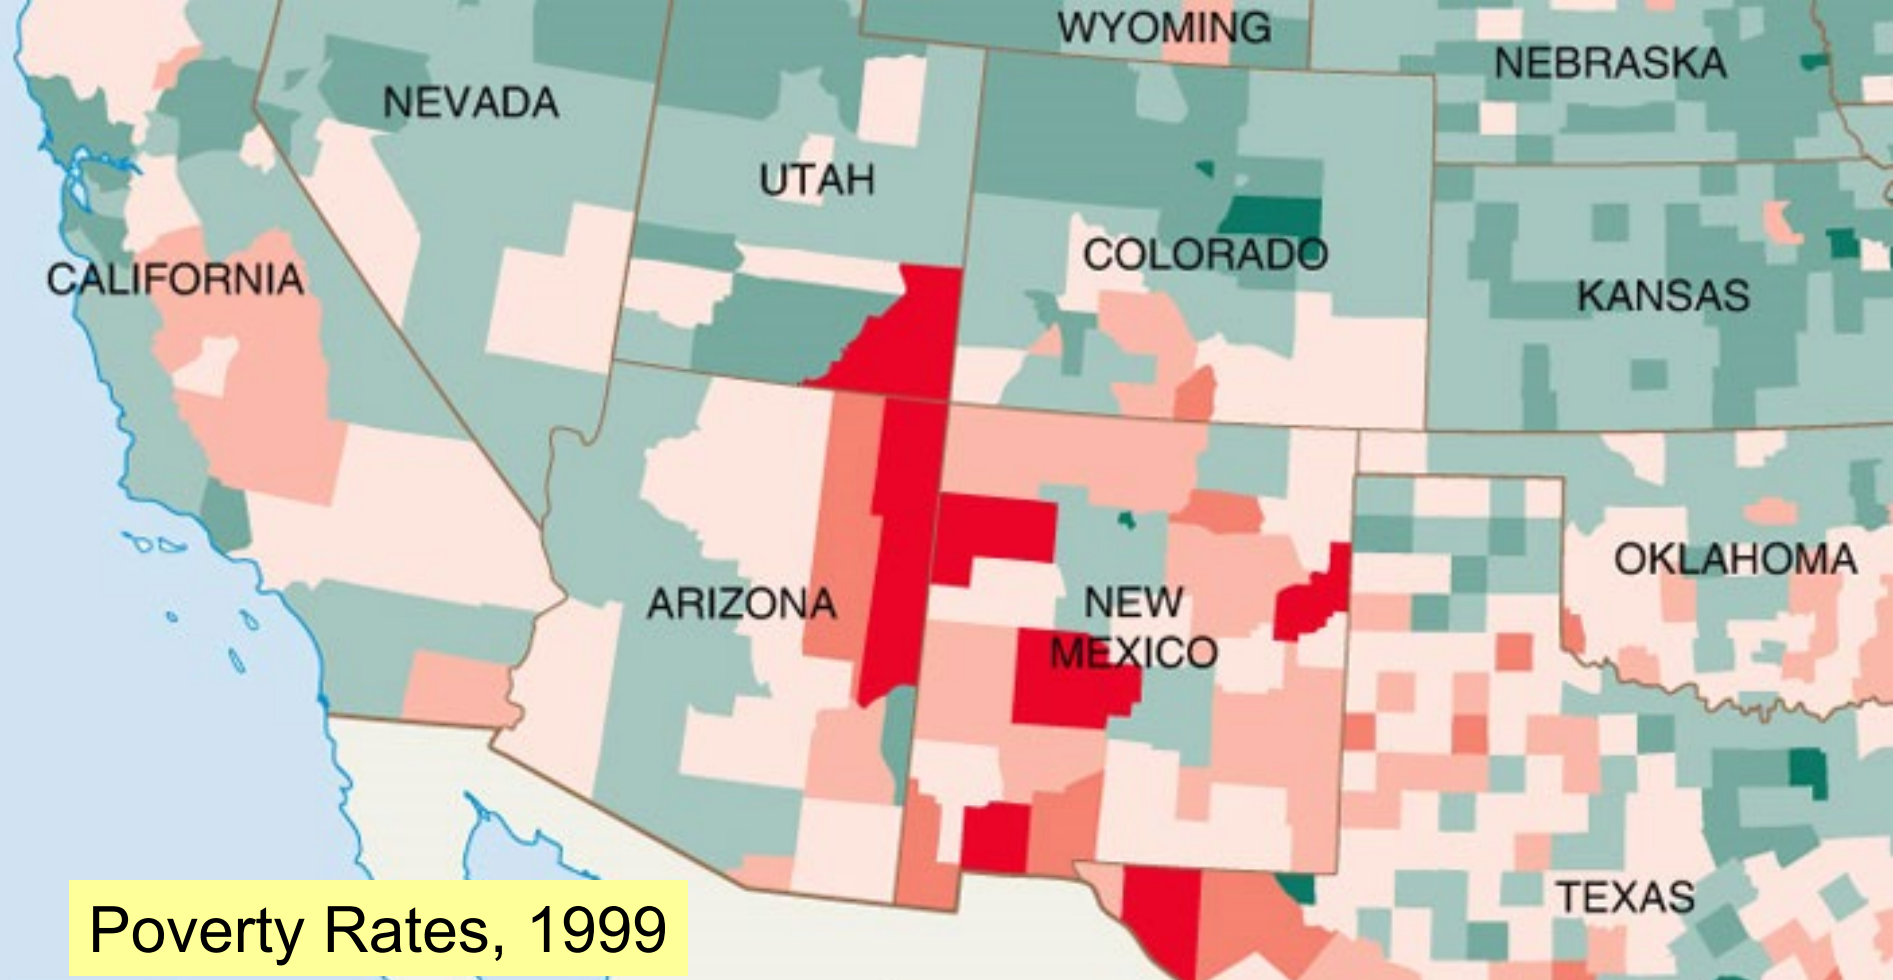 WYOMING
NEBRASKA
NEVADA
UTAH
COLORADO
CALIFORNIA
KANSAS
OKLAHOMA
ARIZONA
NEW
MEXICO
TEXAS
Poverty Rates, 1999